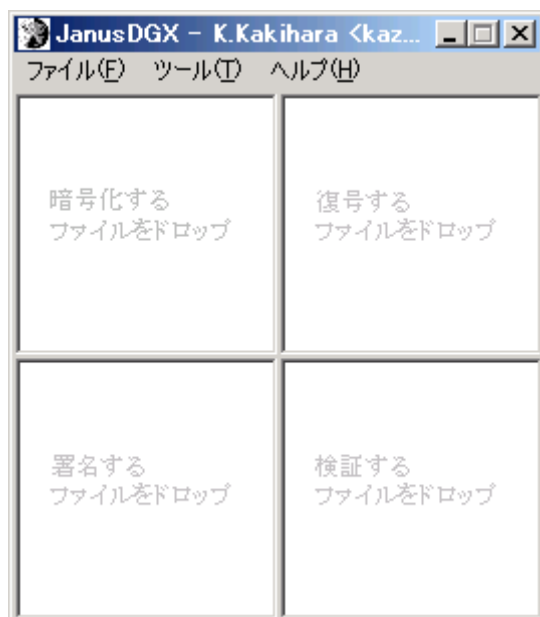 JanusDGX - K.Kakihara <kaz...
ファイル(F) ツール(T) ヘルプ(H)
暗号化する
ファイルをドロップ
復号する
ファイルをドロップ
署名する
ファイルをドロップ
検証する
ファイルをドロップ